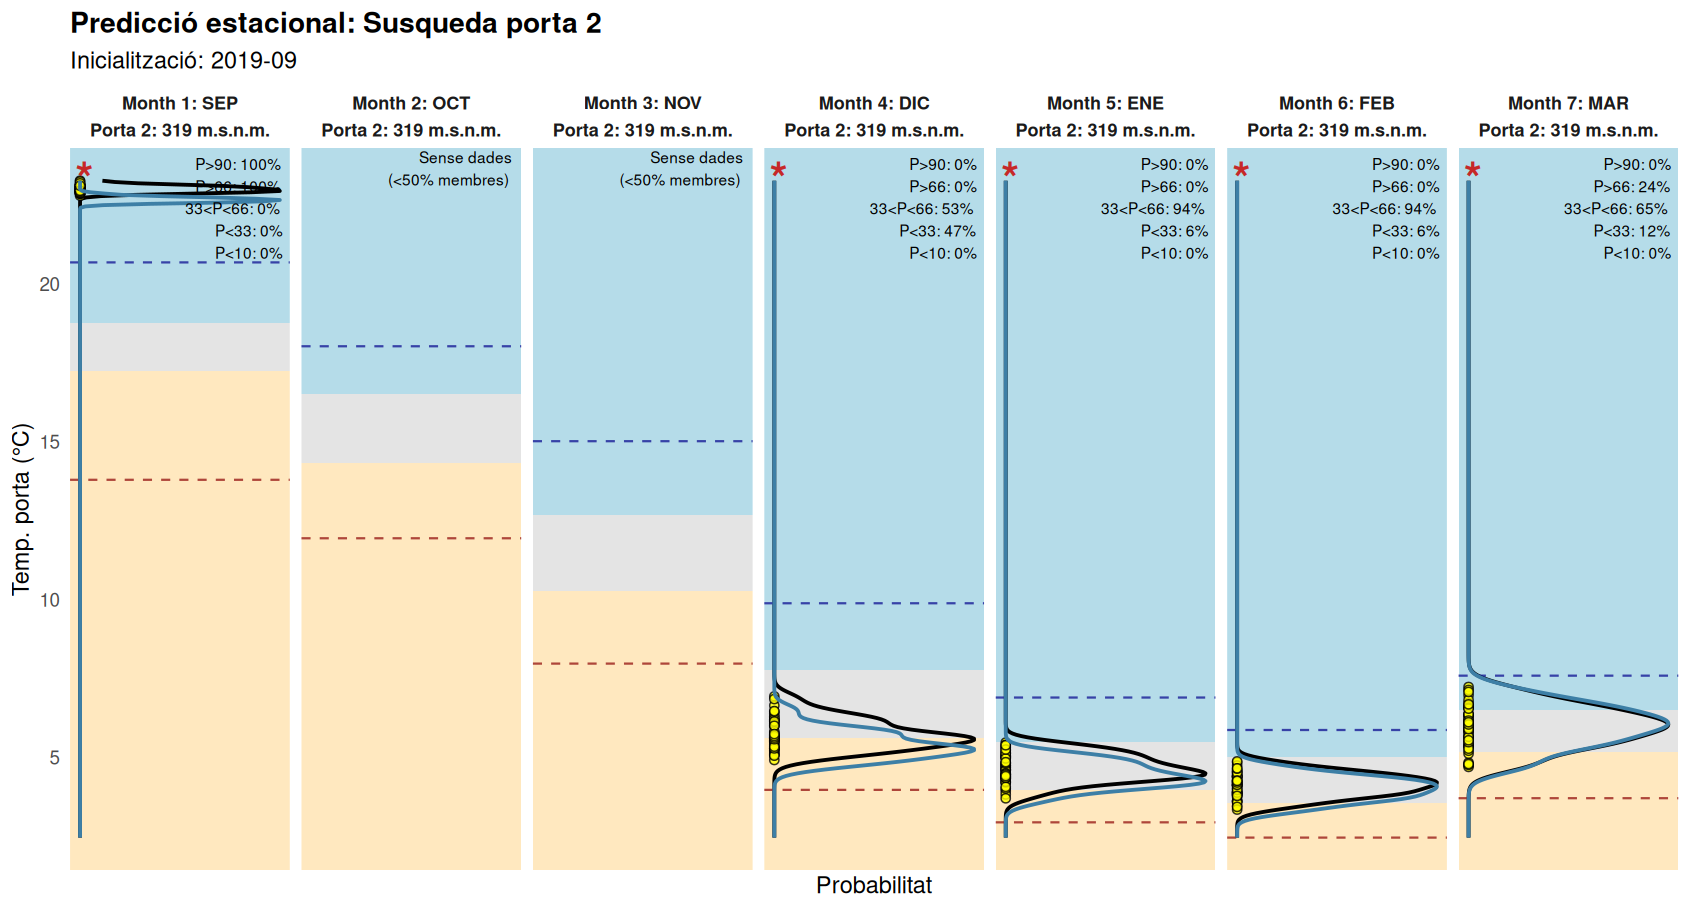 Predicció estacional: Susqueda porta 2
Inicialització: 2019-09
Month 1: SEP
Porta 2: 319 m.s.n.m.
Month 2: OCT
Porta 2: 319 m.s.n.m.
Month 3: NOV
Porta 2: 319 m.s.n.m.
Month 4: DIC
Porta 2: 319 m.s.n.m.
Month 5: ENE
Porta 2: 319 m.s.n.m.
Month 6: FEB
Porta 2: 319 m.s.n.m.
Month 7: MAR
Porta 2: 319 m.s.n.m.
*
P>90: 100%
P>66: 100%
33<P<66: 0%
P<33: 0%
P<10: 0%
Sense dades
(<50% membres)
Sense dades
(<50% membres)
*
P>90: 0%
P>66: 0%
33<P<66: 53%
P<33: 47%
P<10: 0%
*
P>90: 0%
P>66: 0%
33<P<66: 94%
P<33: 6%
P<10: 0%
*
P>90: 0%
P>66: 0%
33<P<66: 94%
P<33: 6%
P<10: 0%
*
P>90: 0%
P>66: 24%
33<P<66: 65%
P<33: 12%
P<10: 0%
20
15
10
5
Temp. porta (°C)
Probabilitat